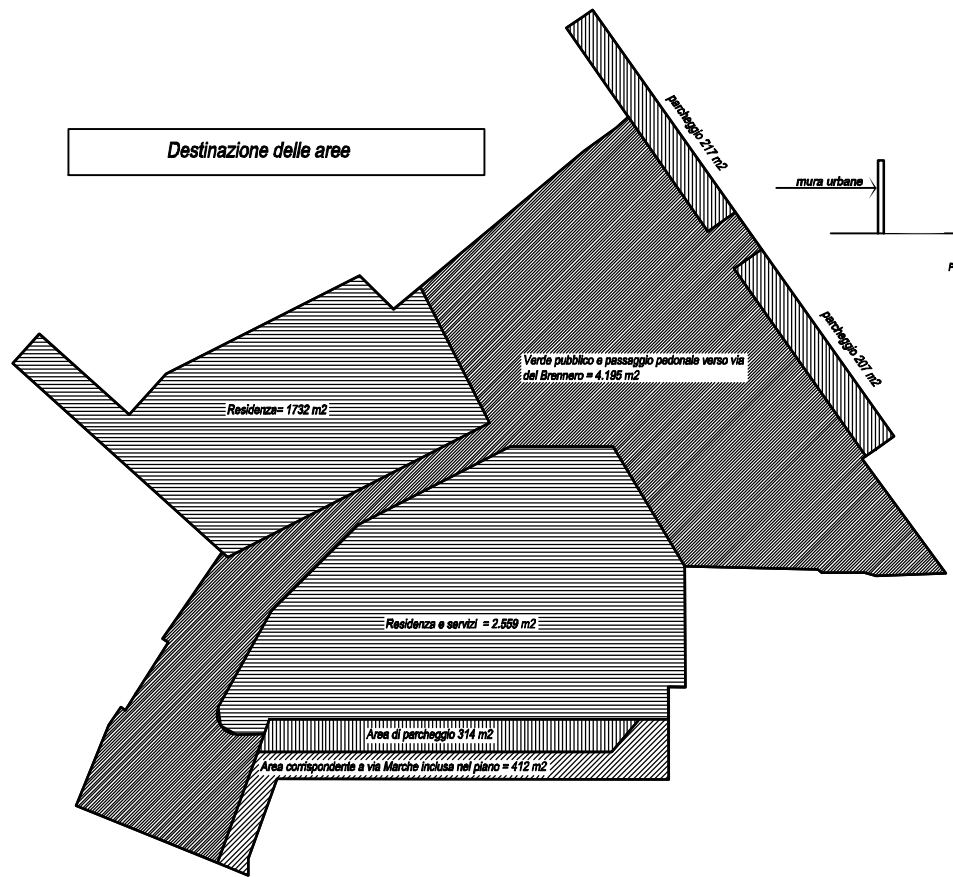 parcheggio 217 m2
Destinazione delle aree
mura urbane
parcheggio 207 m2
Verde pubblico e passaggio pedonale verso via
del Brennero = 4.195 m2
Residenza= 1732 m2
Residenza e servizi = 2.559 m2
Area di parcheggio 314 m2
Area corrispondente a via Marche inclusa nel piano = 412 m2